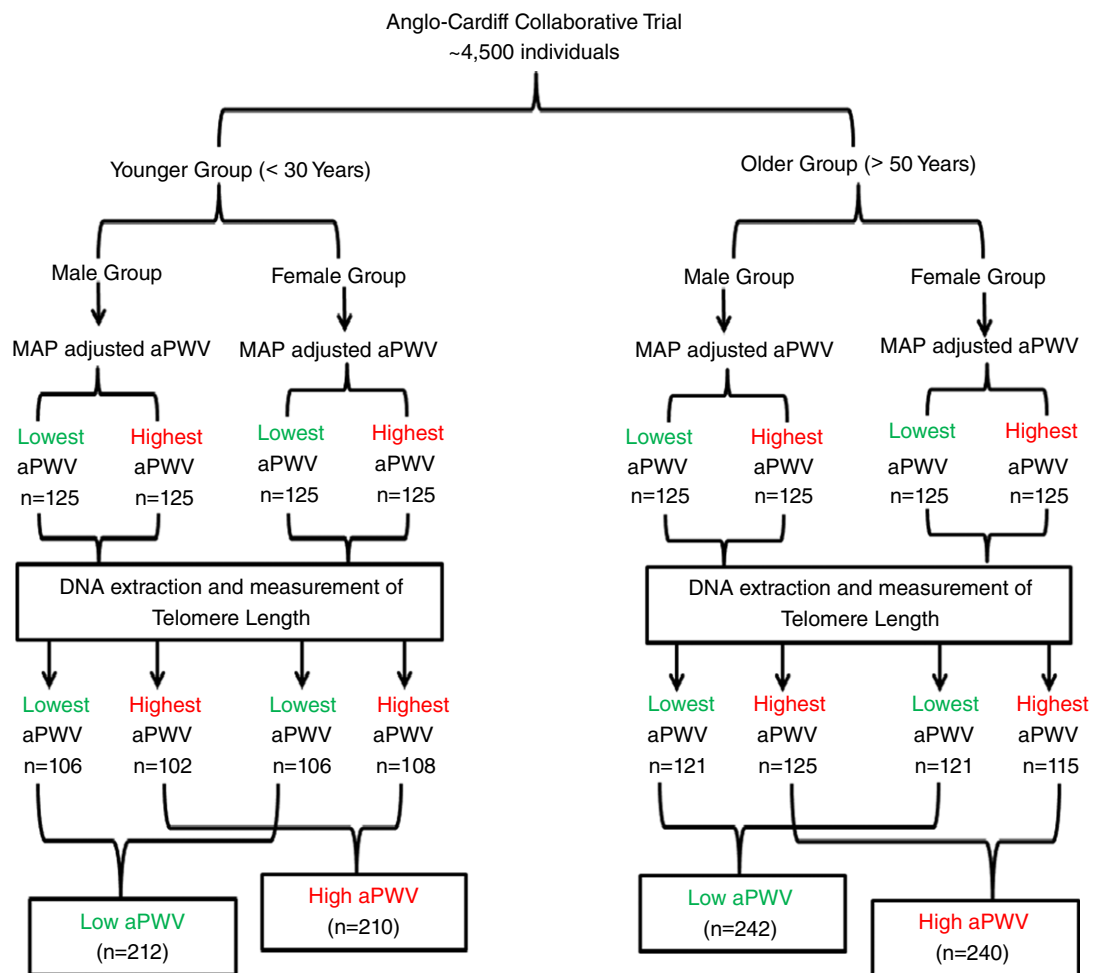 Anglo-Cardiff Collaborative Trial
~4,500 individuals
Younger Group (< 30 Years)
Older Group (> 50 Years)
Male Group
Female Group
Male Group
Female Group
MAP adjusted aPWV
MAP adjusted aPWV
MAP adjusted aPWV
MAP adjusted aPWV
Lowest
aPWV
n=125
Highest
aPWV
n=125
Lowest
aPWV
n=125
Highest
aPWV
n=125
Lowest
aPWV
n=125
Highest
aPWV
n=125
Lowest
aPWV
n=125
Highest
aPWV
n=125
DNA extraction and measurement of
Telomere Length
DNA extraction and measurement of
Telomere Length
Lowest
aPWV
n=106
Highest
aPWV
n=102
Lowest
aPWV
n=106
Highest
aPWV
n=108
Lowest
aPWV
n=121
Highest
aPWV
n=125
Lowest
aPWV
n=121
Highest
aPWV
n=115
Low aPWV
(n=212)
High aPWV
(n=210)
Low aPWV
(n=242)
High aPWV
(n=240)